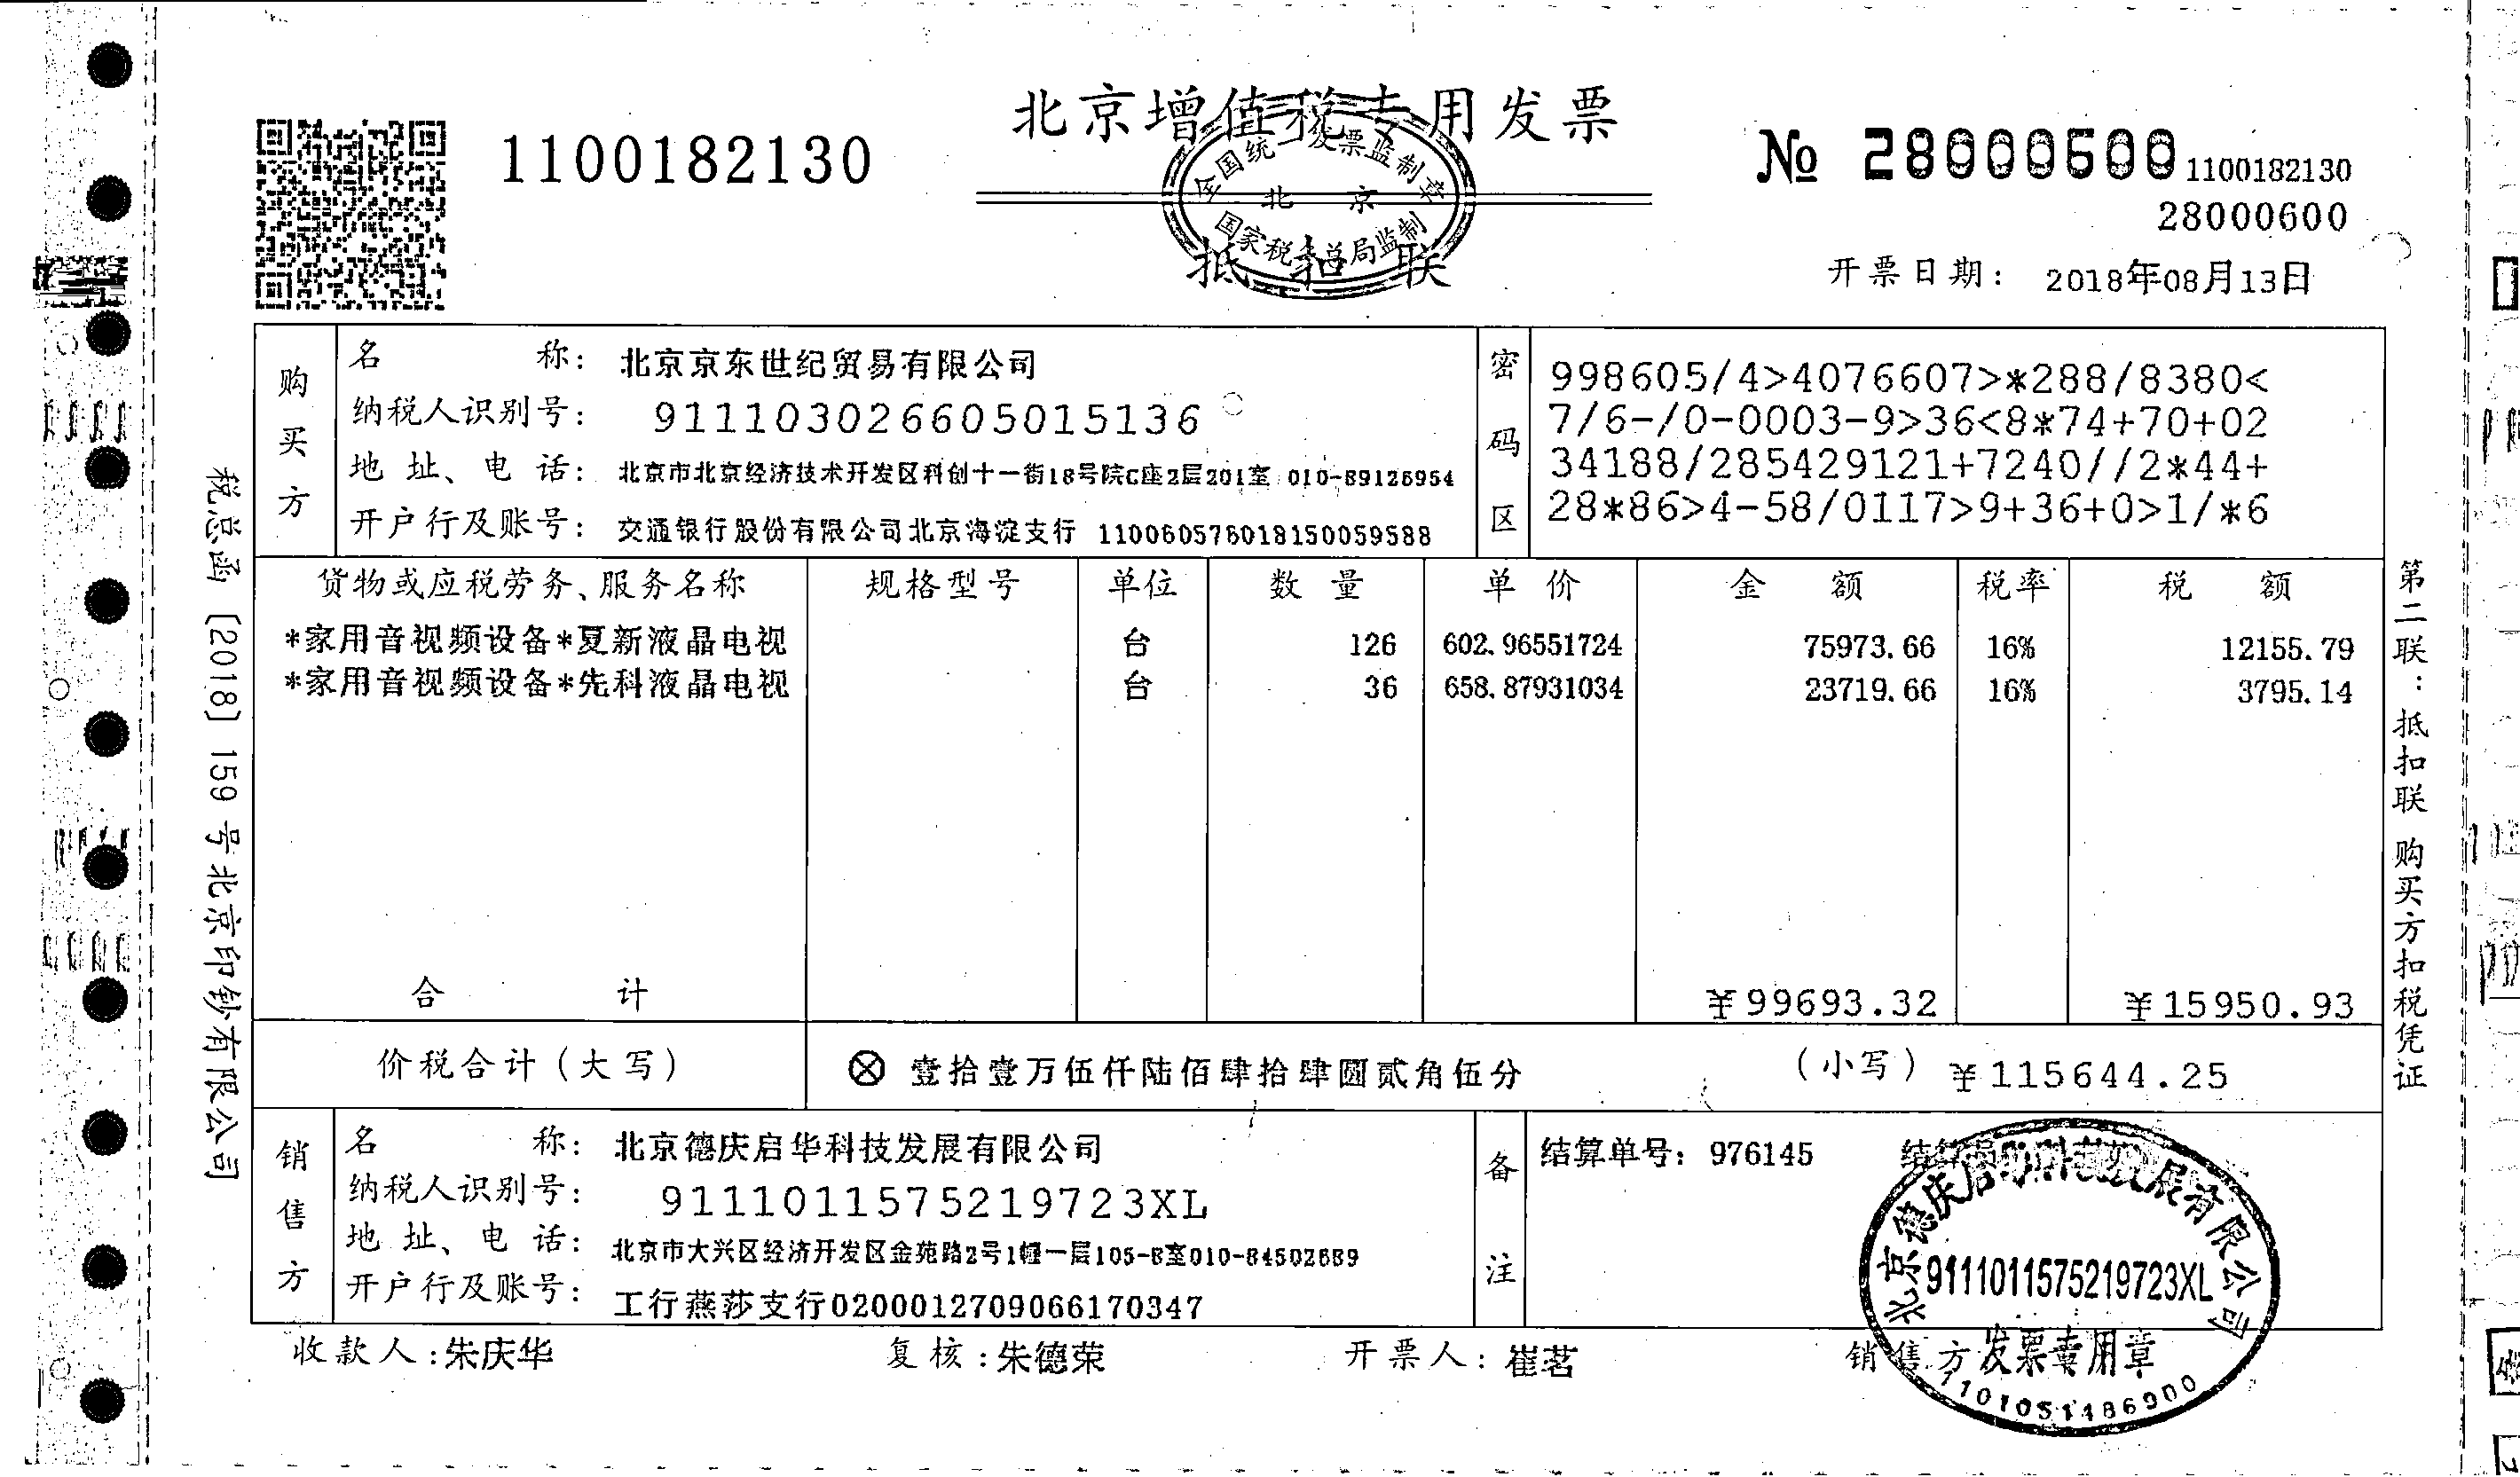 北京增值税专用发票
全国统一发票监制章
北京
国家税务总局监制
抵扣联
1100182130
№ 28000600
1100182130
28000600
开票日期： 2018年08月13日
购买方
名称： 北京京东世纪贸易有限公司
纳税人识别号： 911103026605015136
地址、电话： 北京市北京经济技术开发区科创十一街18号院C座2层201室 010-89126954
开户行及账号： 交通银行股份有限公司北京海淀支行 110060576018150059588
密码区
998605/4>4076607>*288/8380<
7/6-/0-0003-9>36<8*74+70+02
34188/285429121+7240//2*44+
28*86>4-58/0117>9+36+0>1/*6
货物或应税劳务、服务名称 规格型号 单位 数量 单价 金额 税率 税额
*家用音视频设备*夏新液晶电视 台 126 602.96551724 75973.66 16% 12155.79
*家用音视频设备*先科液晶电视 台 36 658.87931034 23719.66 16% 3795.14
合计 ¥99693.32 ¥15950.93
价税合计（大写） ⊗ 壹拾壹万伍仟陆佰肆拾肆圆贰角伍分 （小写） ¥115644.25
销售方
名称： 北京德庆启华科技发展有限公司
纳税人识别号： 9111011575219723XL
地址、电话： 北京市大兴区经济开发区金苑路2号1幢一层105-8室010-84502689
开户行及账号： 工行燕莎支行0200012709066170347
备注
结算单号：976145
北京德庆启华科技发展有限公司
9111011575219723XL
发票专用章
1101051486900
收款人：朱庆华 复核：朱德荣 开票人：崔茗 销售方
税总函〔2018〕159号北京印钞有限公司
第二联：抵扣联 购买方扣税凭证